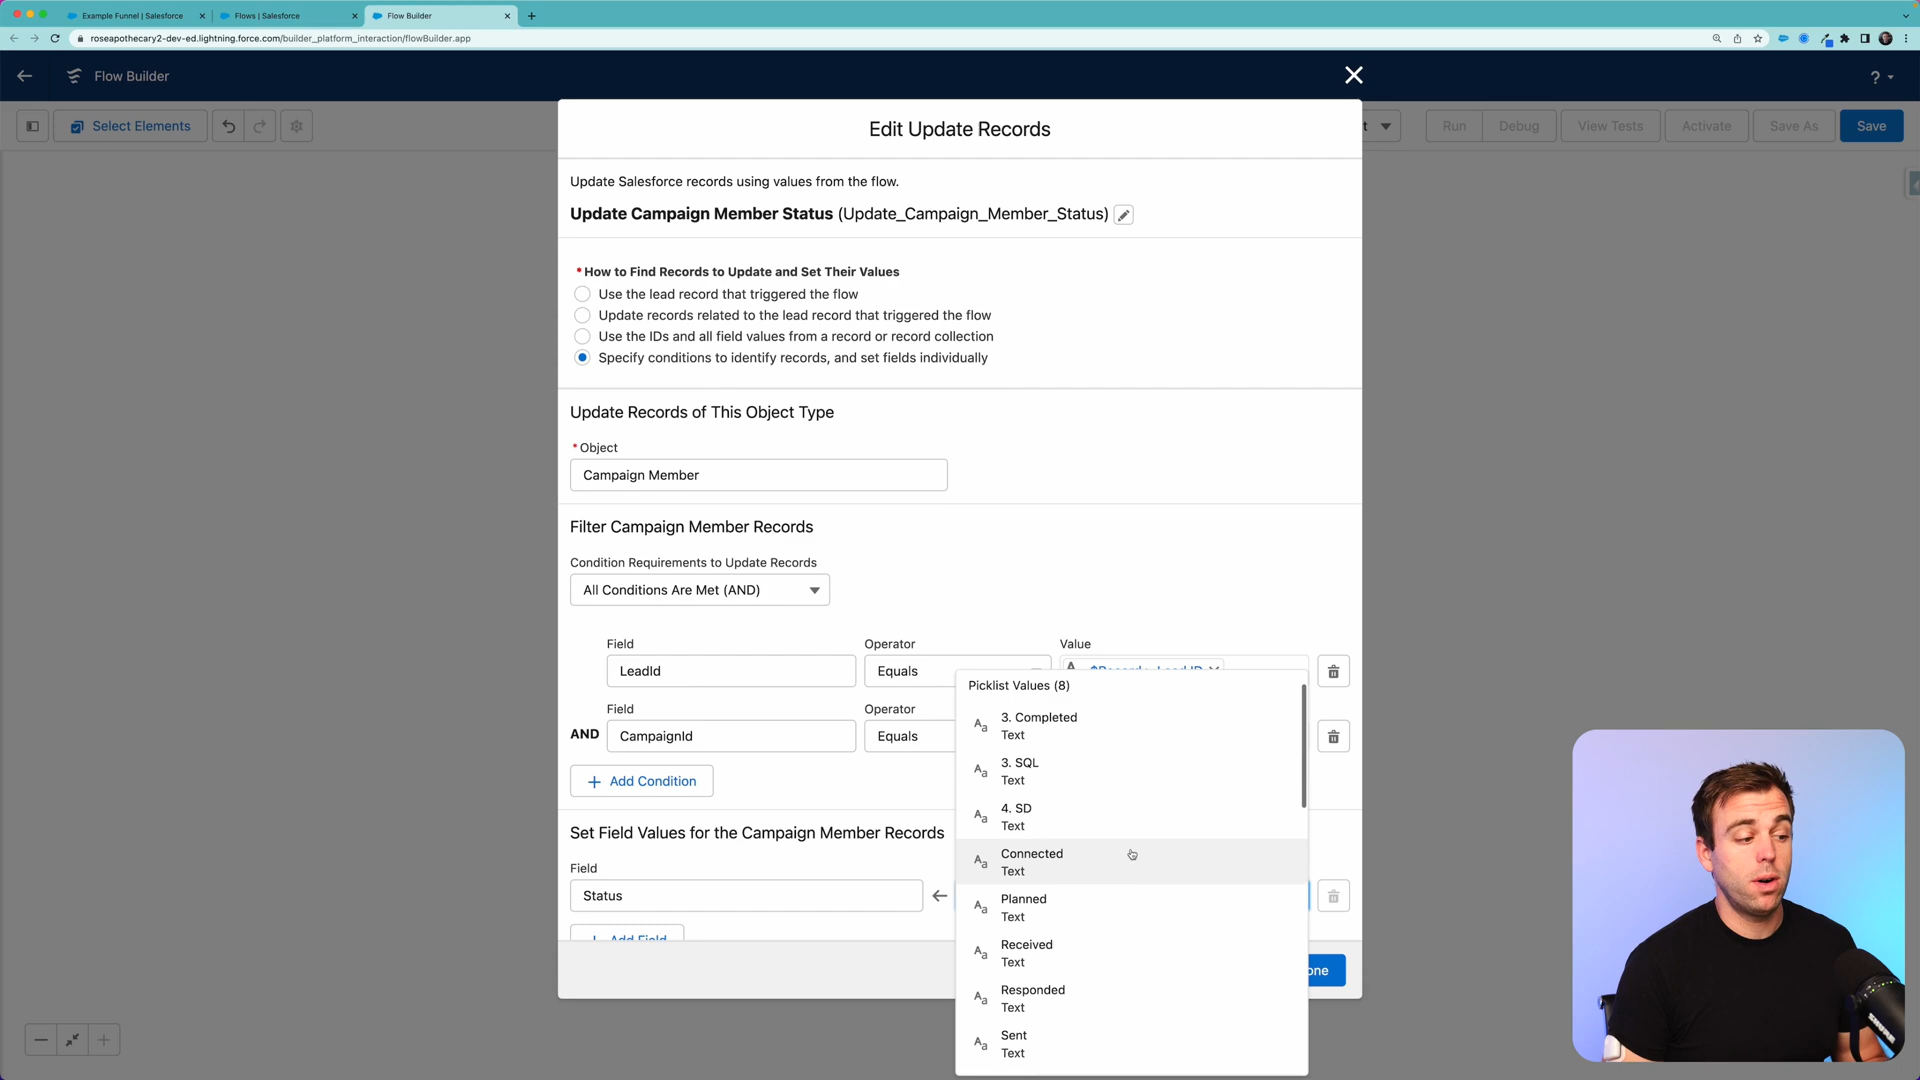 Example Funnel | Salesforce
Flows | Salesforce
Flow Builder
roseapothecary2-dev-ed.lightning.force.com/builder_platform_interaction/flowBuilder.app
Flow Builder
?
Select Elements
Run
Debug
View Tests
Activate
Save As
Save
Edit Update Records
Update Salesforce records using values from the flow.
Update Campaign Member Status (Update_Campaign_Member_Status)
* How to Find Records to Update and Set Their Values
Use the lead record that triggered the flow
Update records related to the lead record that triggered the flow
Use the IDs and all field values from a record or record collection
Specify conditions to identify records, and set fields individually
Update Records of This Object Type
* Object
Campaign Member
Filter Campaign Member Records
Condition Requirements to Update Records
All Conditions Are Met (AND)
Field Operator Value
LeadId Equals
Field Operator
AND CampaignId Equals
Add Condition
Picklist Values (8)
3. Completed
Text
3. SQL
Text
4. SD
Text
Connected
Text
Planned
Text
Received
Text
Responded
Text
Sent
Text
Set Field Values for the Campaign Member Records
Field
Status
Add Field